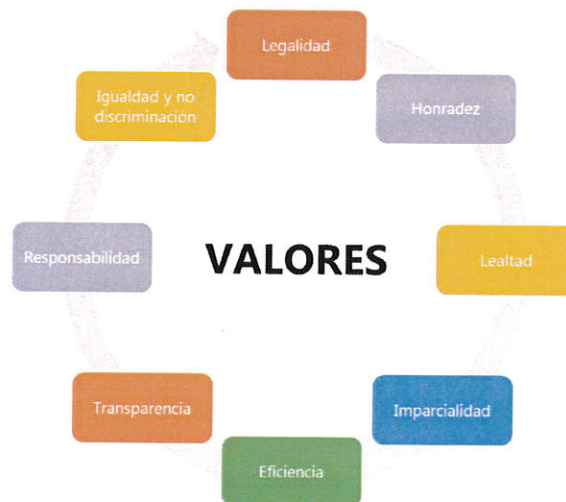 Legalidad
Honradez
Lealtad
Imparcialidad
Eficiencia
Transparencia
Responsabilidad
Igualdad y no
discriminación
VALORES